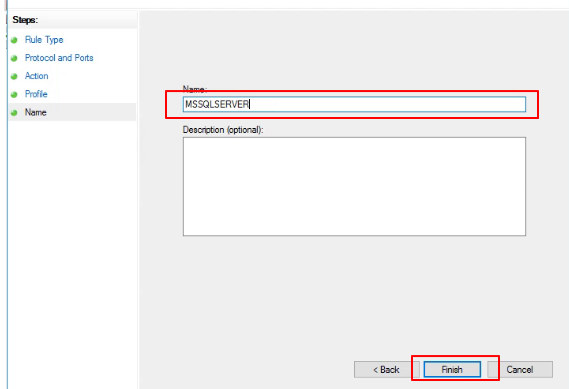 Steps:
Rule Type
Protocol and Ports
Action
Profile
Name
Name:
MSSQLSERVER
Description (optional):
< Back
Finish
Cancel